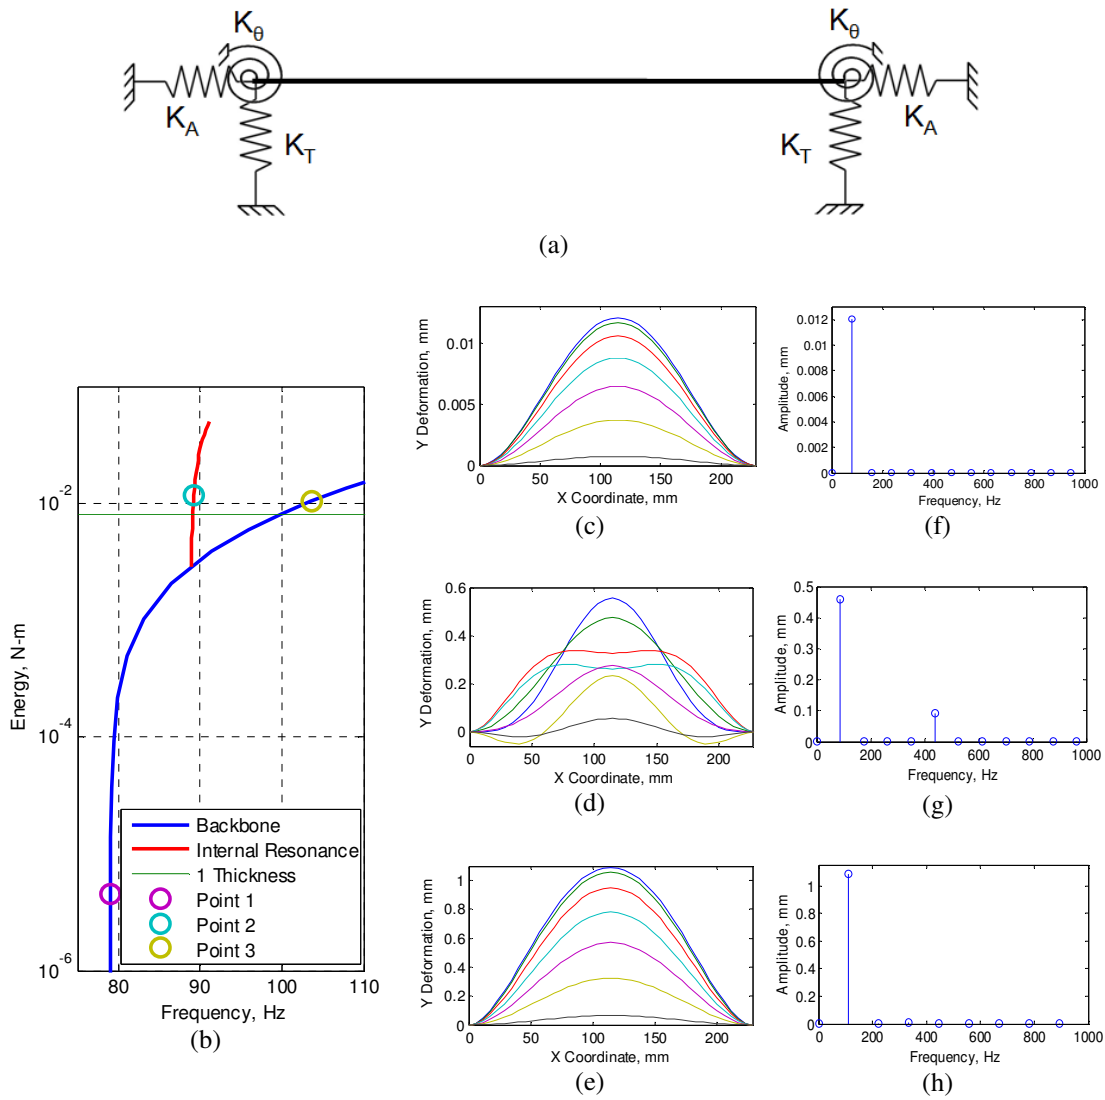 K_θ K_θ
K_A K_T K_T K_A
(a)
Energy, N-m
10^-2
10^-4
10^-6
Backbone
Internal Resonance
1 Thickness
Point 1
Point 2
Point 3
80 90 100 110
Frequency, Hz
(b)
Y Deformation, mm
0.01
0.005
0
0 50 100 150 200
X Coordinate, mm
(c)
Amplitude, mm
0.012
0.01
0.008
0.006
0.004
0.002
0
0 200 400 600 800 1000
Frequency, Hz
(f)
Y Deformation, mm
0.6
0.4
0.2
0
0 50 100 150 200
X Coordinate, mm
(d)
Amplitude, mm
0.5
0.4
0.3
0.2
0.1
0
0 200 400 600 800 1000
Frequency, Hz
(g)
Y Deformation, mm
1
0.8
0.6
0.4
0.2
0
0 50 100 150 200
X Coordinate, mm
(e)
Amplitude, mm
1
0.8
0.6
0.4
0.2
0
0 200 400 600 800 1000
Frequency, Hz
(h)